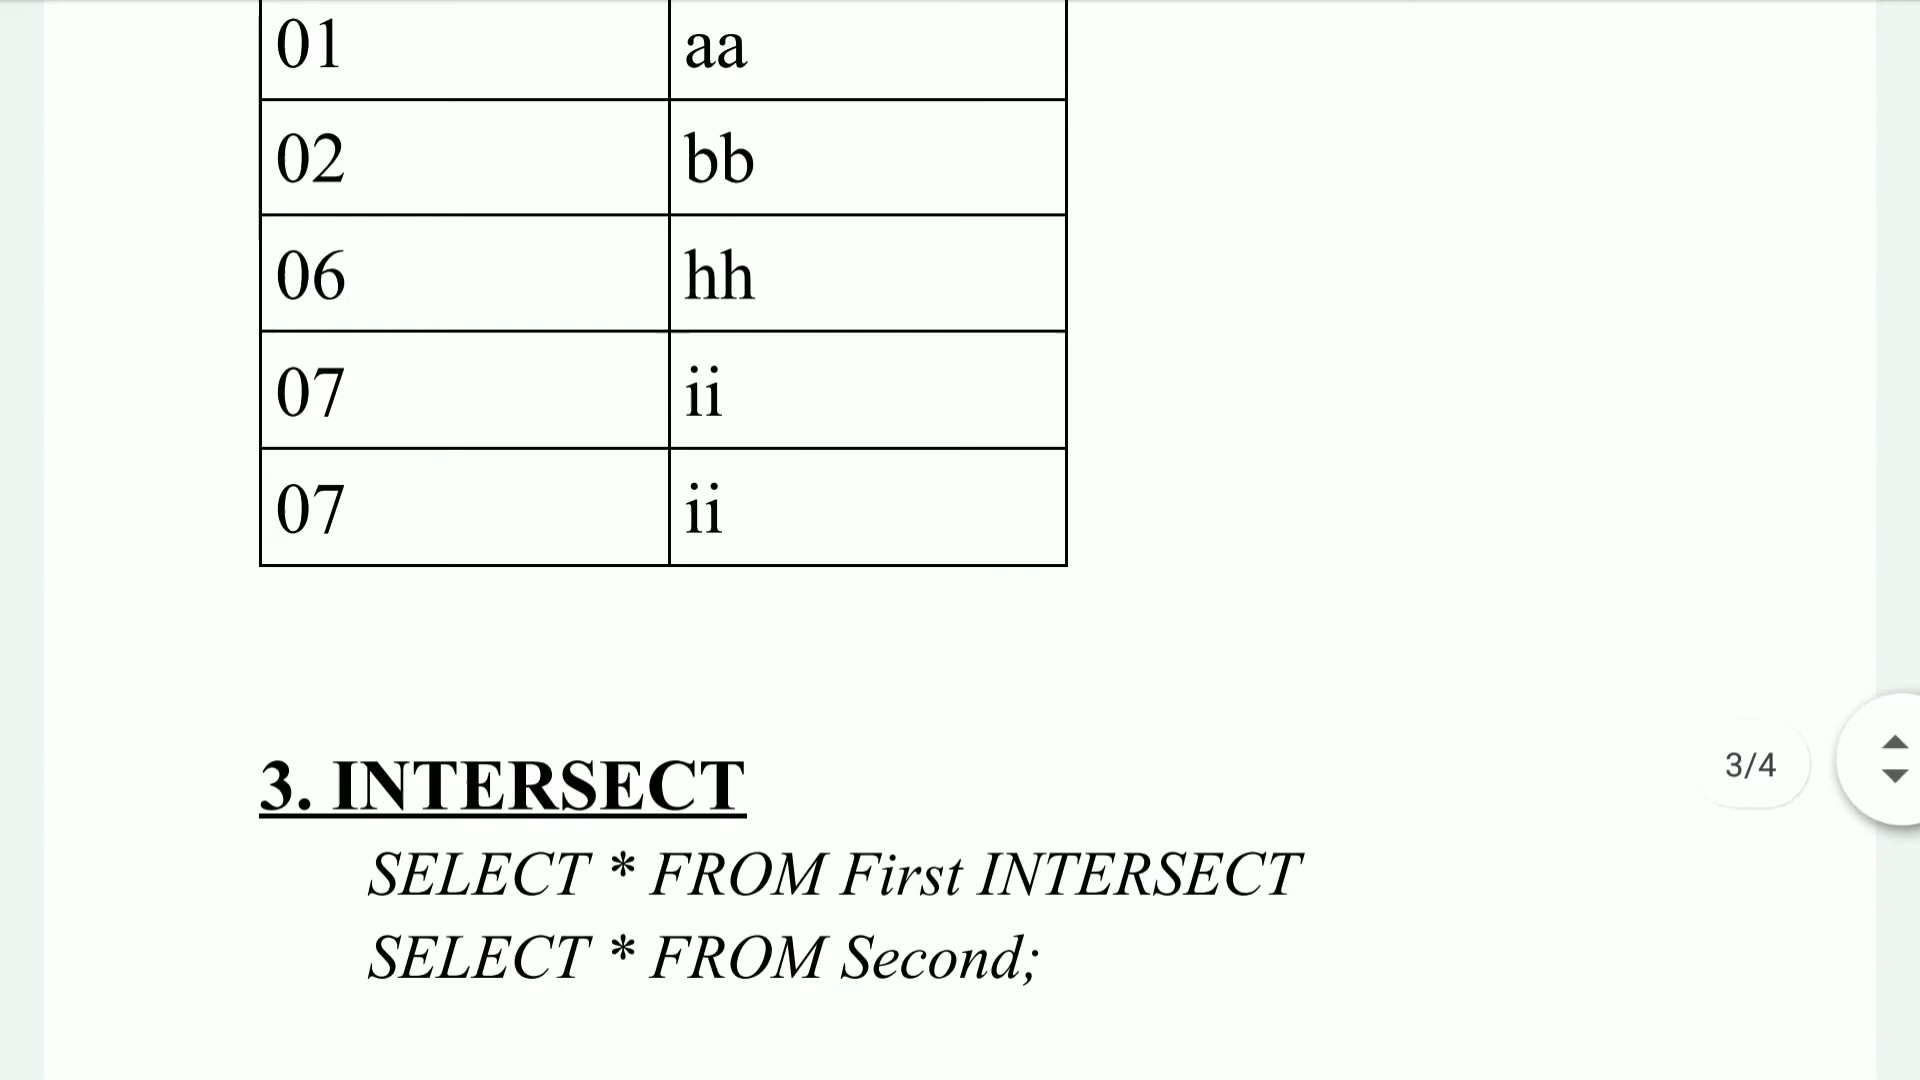 01 aa
02 bb
06 hh
07 ii
07 ii
3. INTERSECT
3/4
SELECT * FROM First INTERSECT
SELECT * FROM Second;